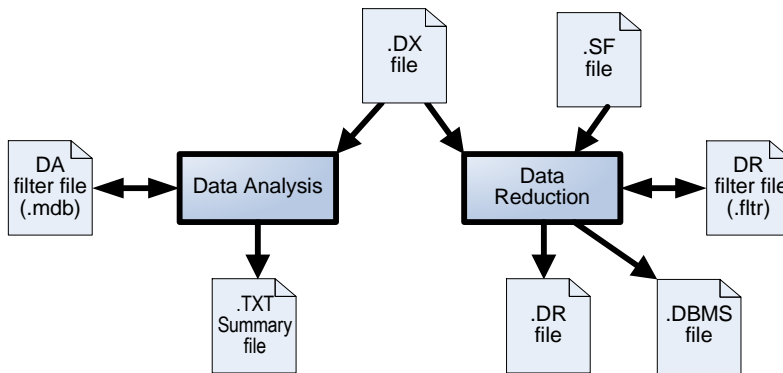 .DX
file
.SF
file
DA
filter file
(.mdb)
Data Analysis
Data
Reduction
DR
filter file
(.fltr)
.TXT
Summary
file
.DR
file
.DBMS
file